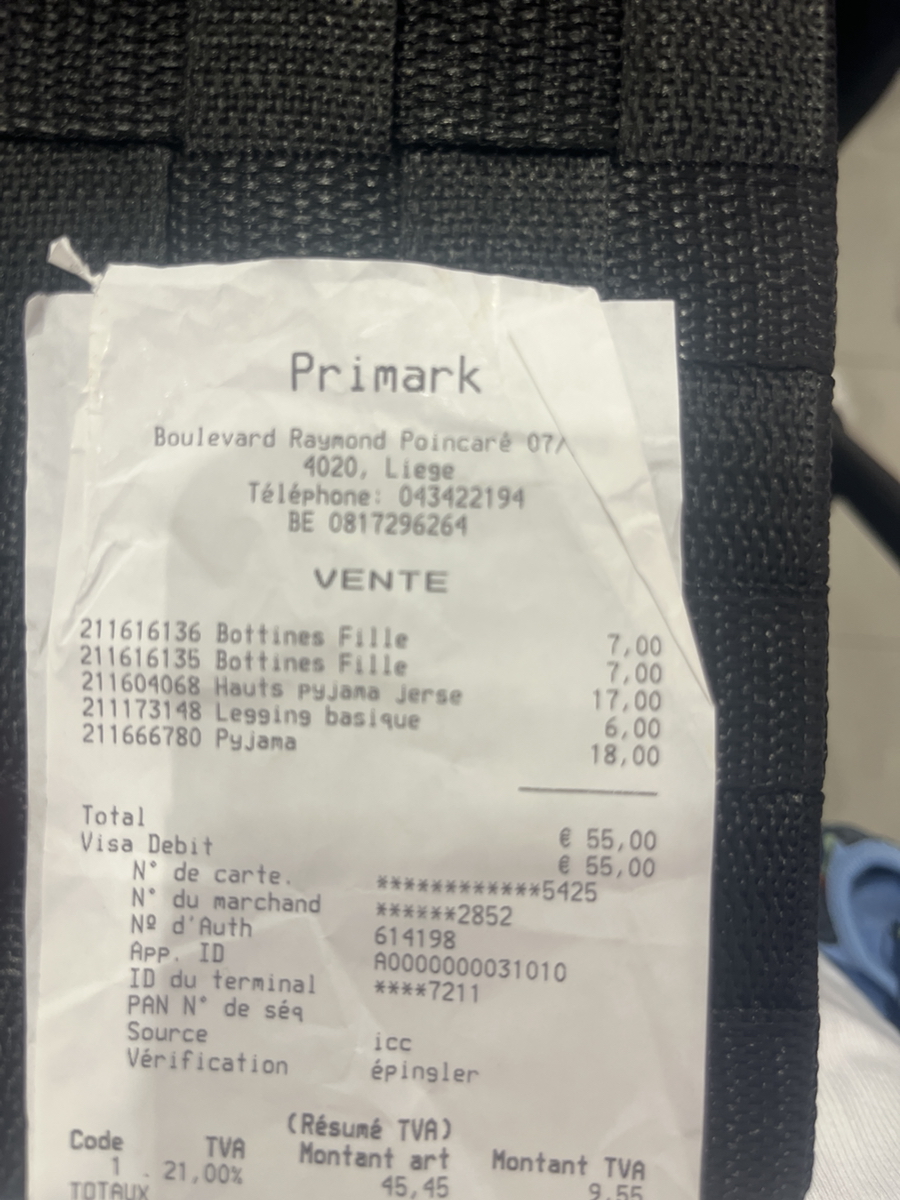 Primark
Boulevard Raymond Poincaré 07/
4020, Liege
Téléphone: 043422194
BE 0817296264
VENTE
211616136 Bottines Fille 7,00
211616135 Bottines Fille 7,00
211604068 Hauts pyjama jerse 17,00
211173148 Legging basique 6,00
211666780 Pyjama 18,00
Total € 55,00
Visa Debit € 55,00
N° de carte. ************5425
N° du marchand ******2852
Nº d'Auth 614198
App. ID A0000000031010
ID du terminal ****7211
PAN N° de séq
Source icc
Vérification épingler
(Résumé TVA)
Code TVA Montant art Montant TVA
1 21,00% 45,45 9,55
TOTAUX